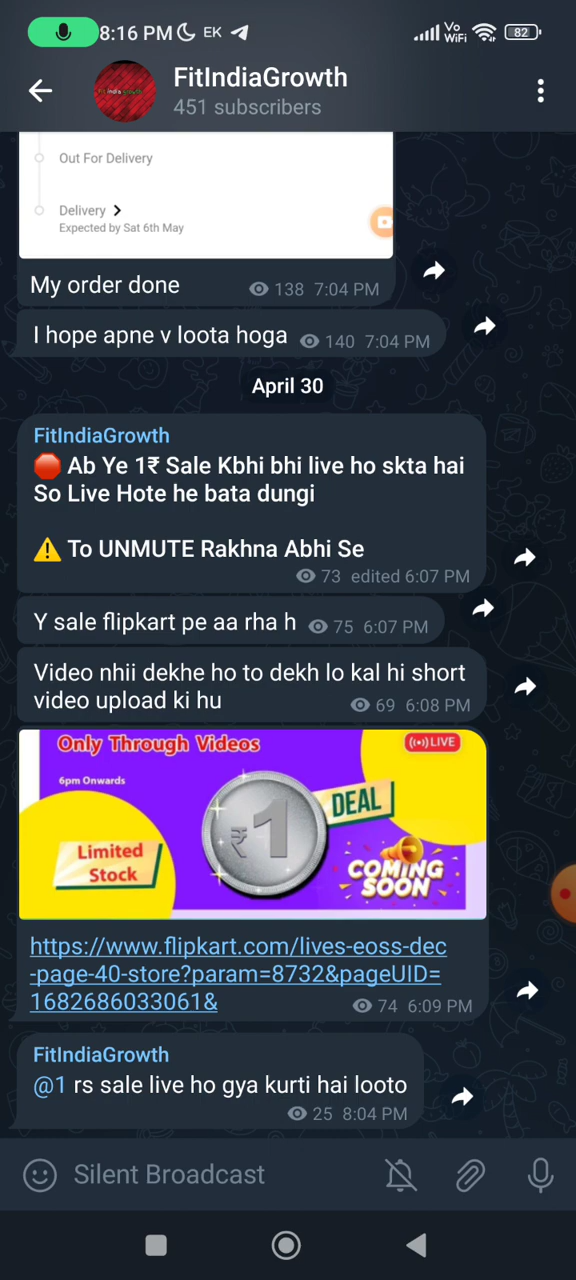 8:16 PM EK Vo WiFi 82
FitIndiaGrowth
451 subscribers
Out For Delivery
Delivery
Expected by Sat 6th May
My order done 138 7:04 PM
I hope apne v loota hoga 140 7:04 PM
April 30
FitIndiaGrowth
Ab Ye 1₹ Sale Kbhi bhi live ho skta hai
So Live Hote he bata dungi
To UNMUTE Rakhna Abhi Se
73 edited 6:07 PM
Y sale flipkart pe aa rha h 75 6:07 PM
Video nhii dekhe ho to dekh lo kal hi short
video upload ki hu 69 6:08 PM
Only Through Videos
LIVE
6pm Onwards
₹1
DEAL
Limited
Stock
COMING
SOON
https://www.flipkart.com/lives-eoss-dec
-page-40-store?param=8732&pageUID=
1682686033061& 74 6:09 PM
FitIndiaGrowth
@1 rs sale live ho gya kurti hai looto
25 8:04 PM
Silent Broadcast